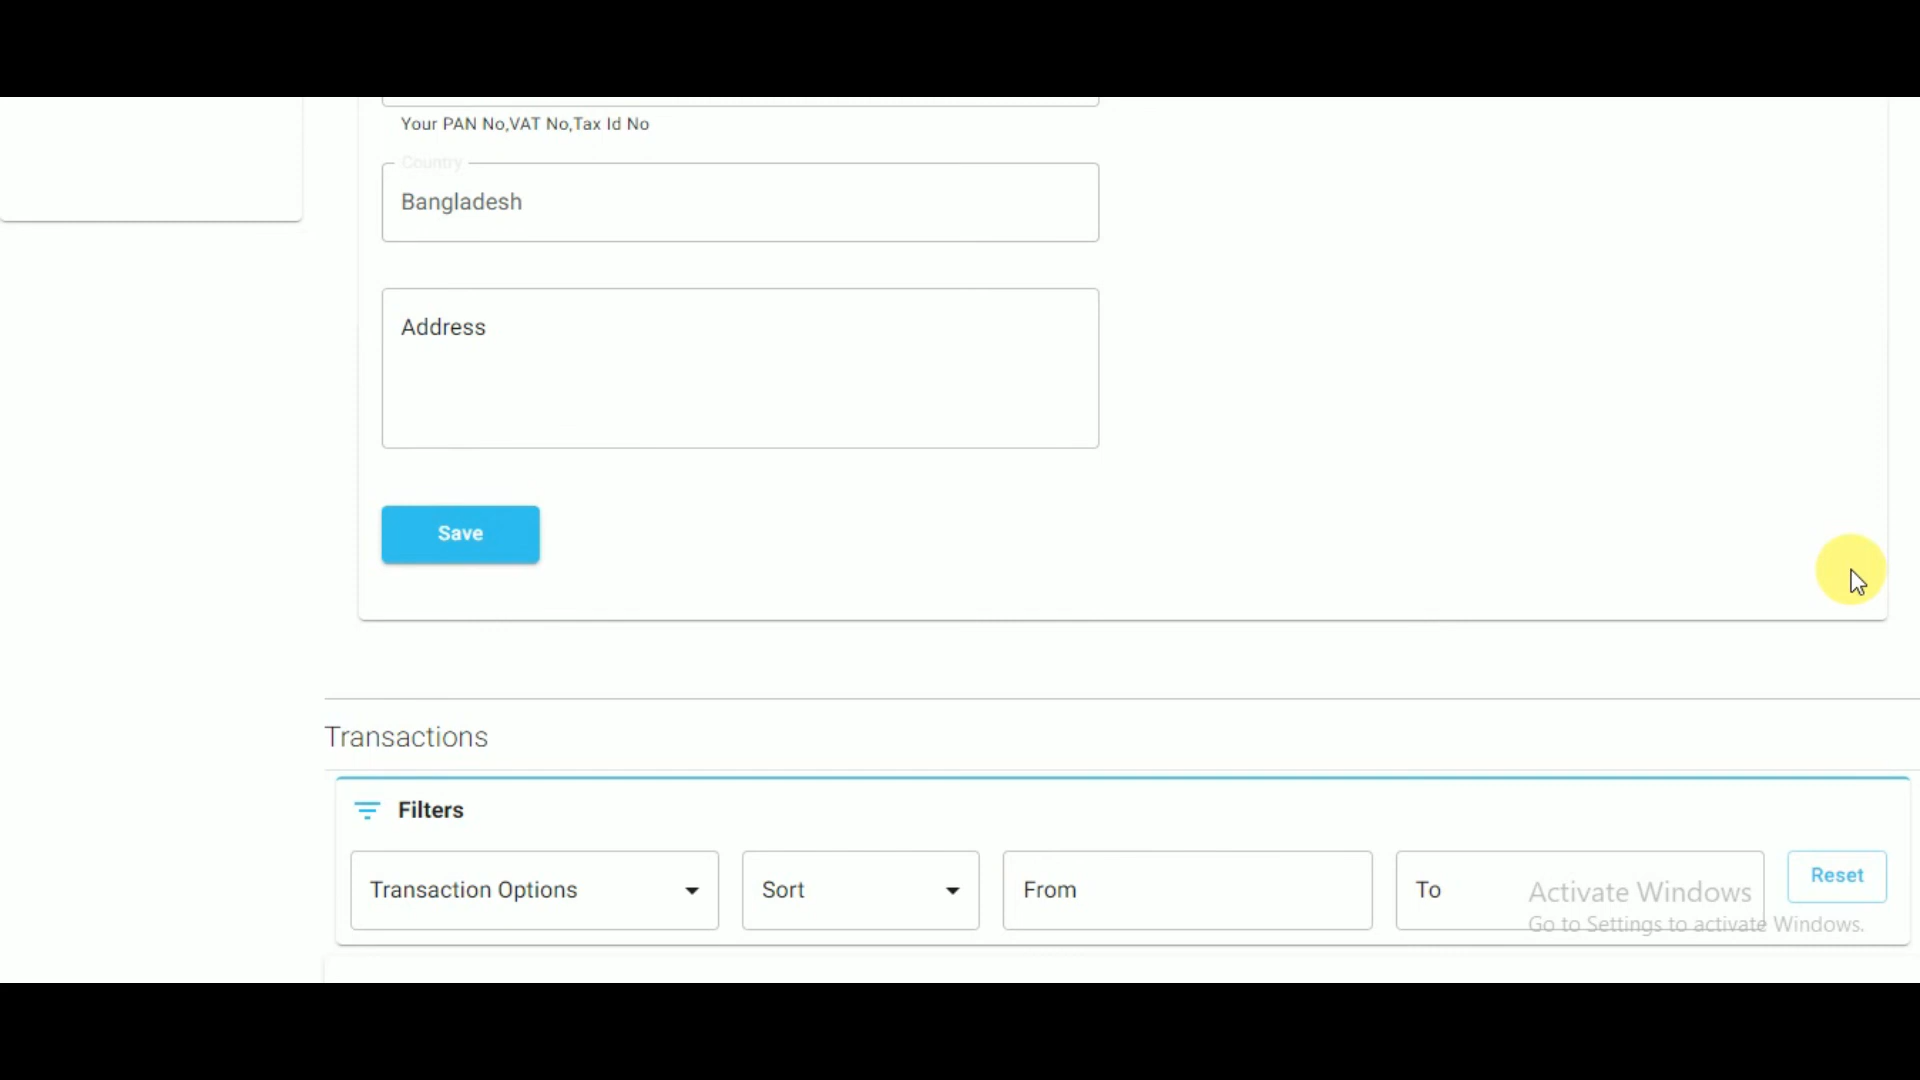 Your PAN No,VAT No,Tax Id No
Country
Bangladesh
Address
Save
Transactions
Filters
Transaction Options
Sort
From
To
Reset
Activate Windows
Go to Settings to activate Windows.